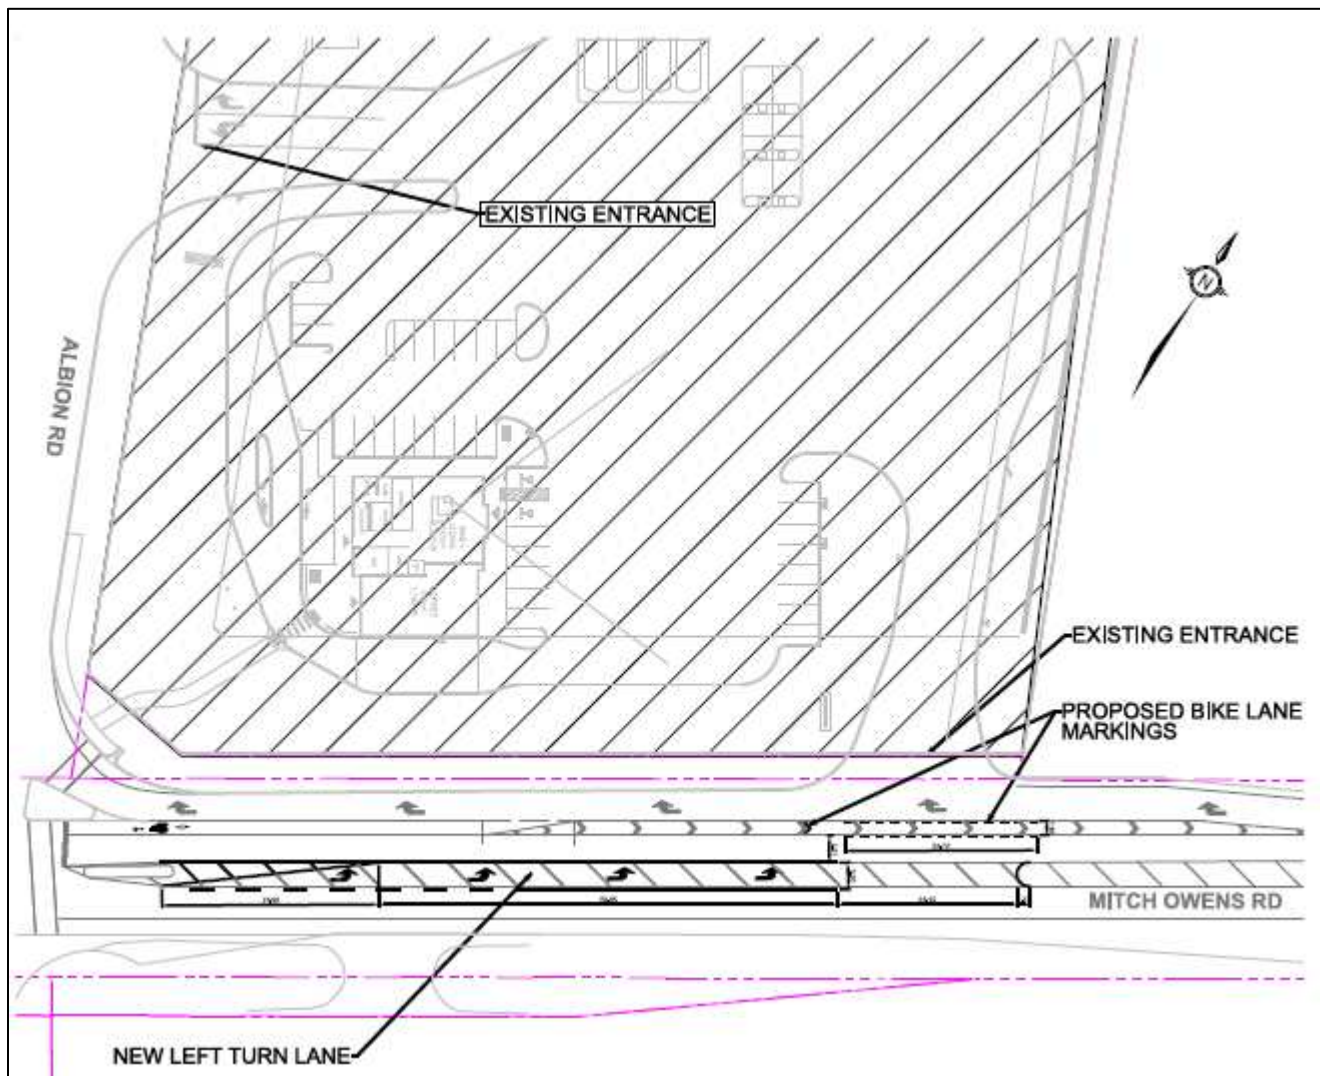 EXISTING ENTRANCE
N
ALBION RD
EXISTING ENTRANCE
PROPOSED BIKE LANE
MARKINGS
MITCH OWENS RD
NEW LEFT TURN LANE